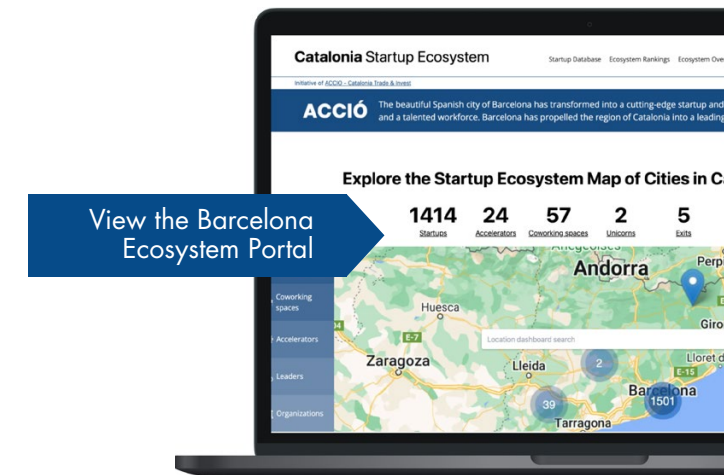 Catalonia Startup Ecosystem
Startup Database Ecosystem Rankings Ecosystem
Initiative of ACCIÓ - Catalonia Trade & Invest
ACCIÓ
The beautiful Spanish city of Barcelona has transformed into a cutting-edge startup and
and a talented workforce. Barcelona has propelled the region of Catalonia into a leading
Explore the Startup Ecosystem Map of Cities in
View the Barcelona
Ecosystem Portal
1414 24 57 2 5
Startups Accelerators Coworking spaces Unicorns Exits
Andorra
Coworking
spaces
Huesca
E-7
Accelerators
Location dashboard search
Zaragoza
Lleida
2
Lloret
E-15
Leaders
Barcelona
39
1501
Organizations
Tarragona